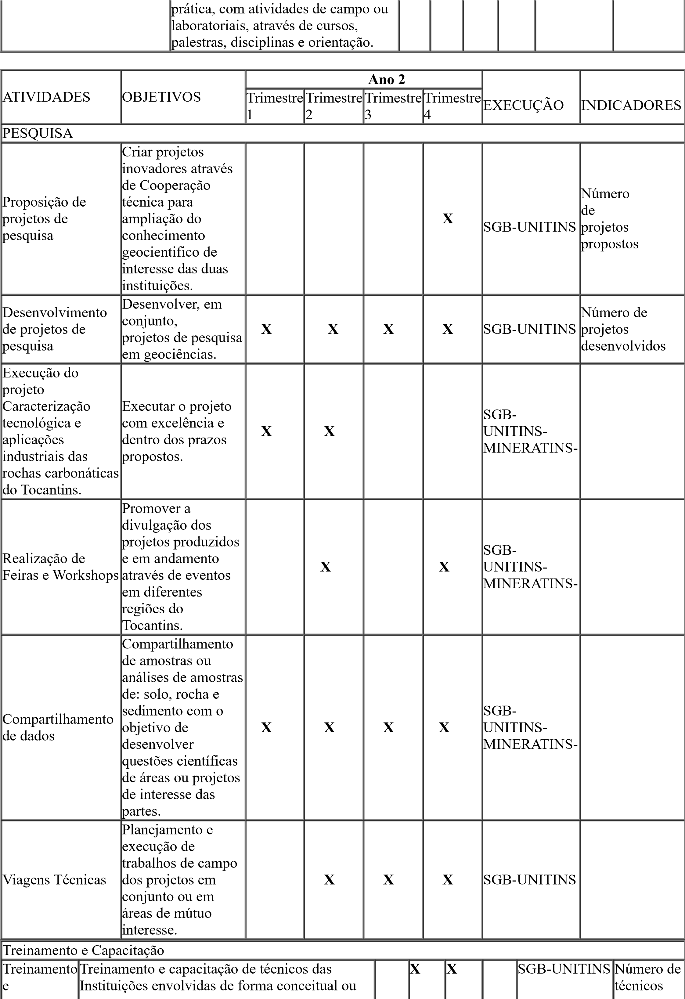 prática, com atividades de campo ou
laboratoriais, através de cursos,
palestras, disciplinas e orientação.
ATIVIDADES
OBJETIVOS
Ano 2
EXECUÇÃO
INDICADORES
Trimestre
1
Trimestre
2
Trimestre
3
Trimestre
4
PESQUISA
Proposição de
projetos de
pesquisa
Criar projetos
inovadores através
de Cooperação
técnica para
ampliação do
conhecimento
geocientifico de
interesse das duas
instituições.
X
SGB-UNITINS
Número
de
projetos
propostos
Desenvolvimento
de projetos de
pesquisa
Desenvolver, em
conjunto,
projetos de pesquisa
em geociências.
X
X
X
X
SGB-UNITINS
Número de
projetos
desenvolvidos
Execução do
projeto
Caracterização
tecnológica e
aplicações
industriais das
rochas carbonáticas
do Tocantins.
Executar o projeto
com excelência e
dentro dos prazos
propostos.
X
X
SGB-
UNITINS-
MINERATINS-
Realização de
Feiras e Workshops
Promover a
divulgação dos
projetos produzidos
e em andamento
através de eventos
em diferentes
regiões do
Tocantins.
X
X
SGB-
UNITINS-
MINERATINS-
Compartilhamento
de dados
Compartilhamento
de amostras ou
análises de amostras
de: solo, rocha e
sedimento com o
objetivo de
desenvolver
questões científicas
de áreas ou projetos
de interesse das
partes.
X
X
X
X
SGB-
UNITINS-
MINERATINS-
Viagens Técnicas
Planejamento e
execução de
trabalhos de campo
dos projetos em
conjunto ou em
áreas de mútuo
interesse.
X
X
X
SGB-UNITINS
Treinamento e Capacitação
Treinamento
e
Treinamento e capacitação de técnicos das
Instituições envolvidas de forma conceitual ou
X
X
SGB-UNITINS
Número de
técnicos